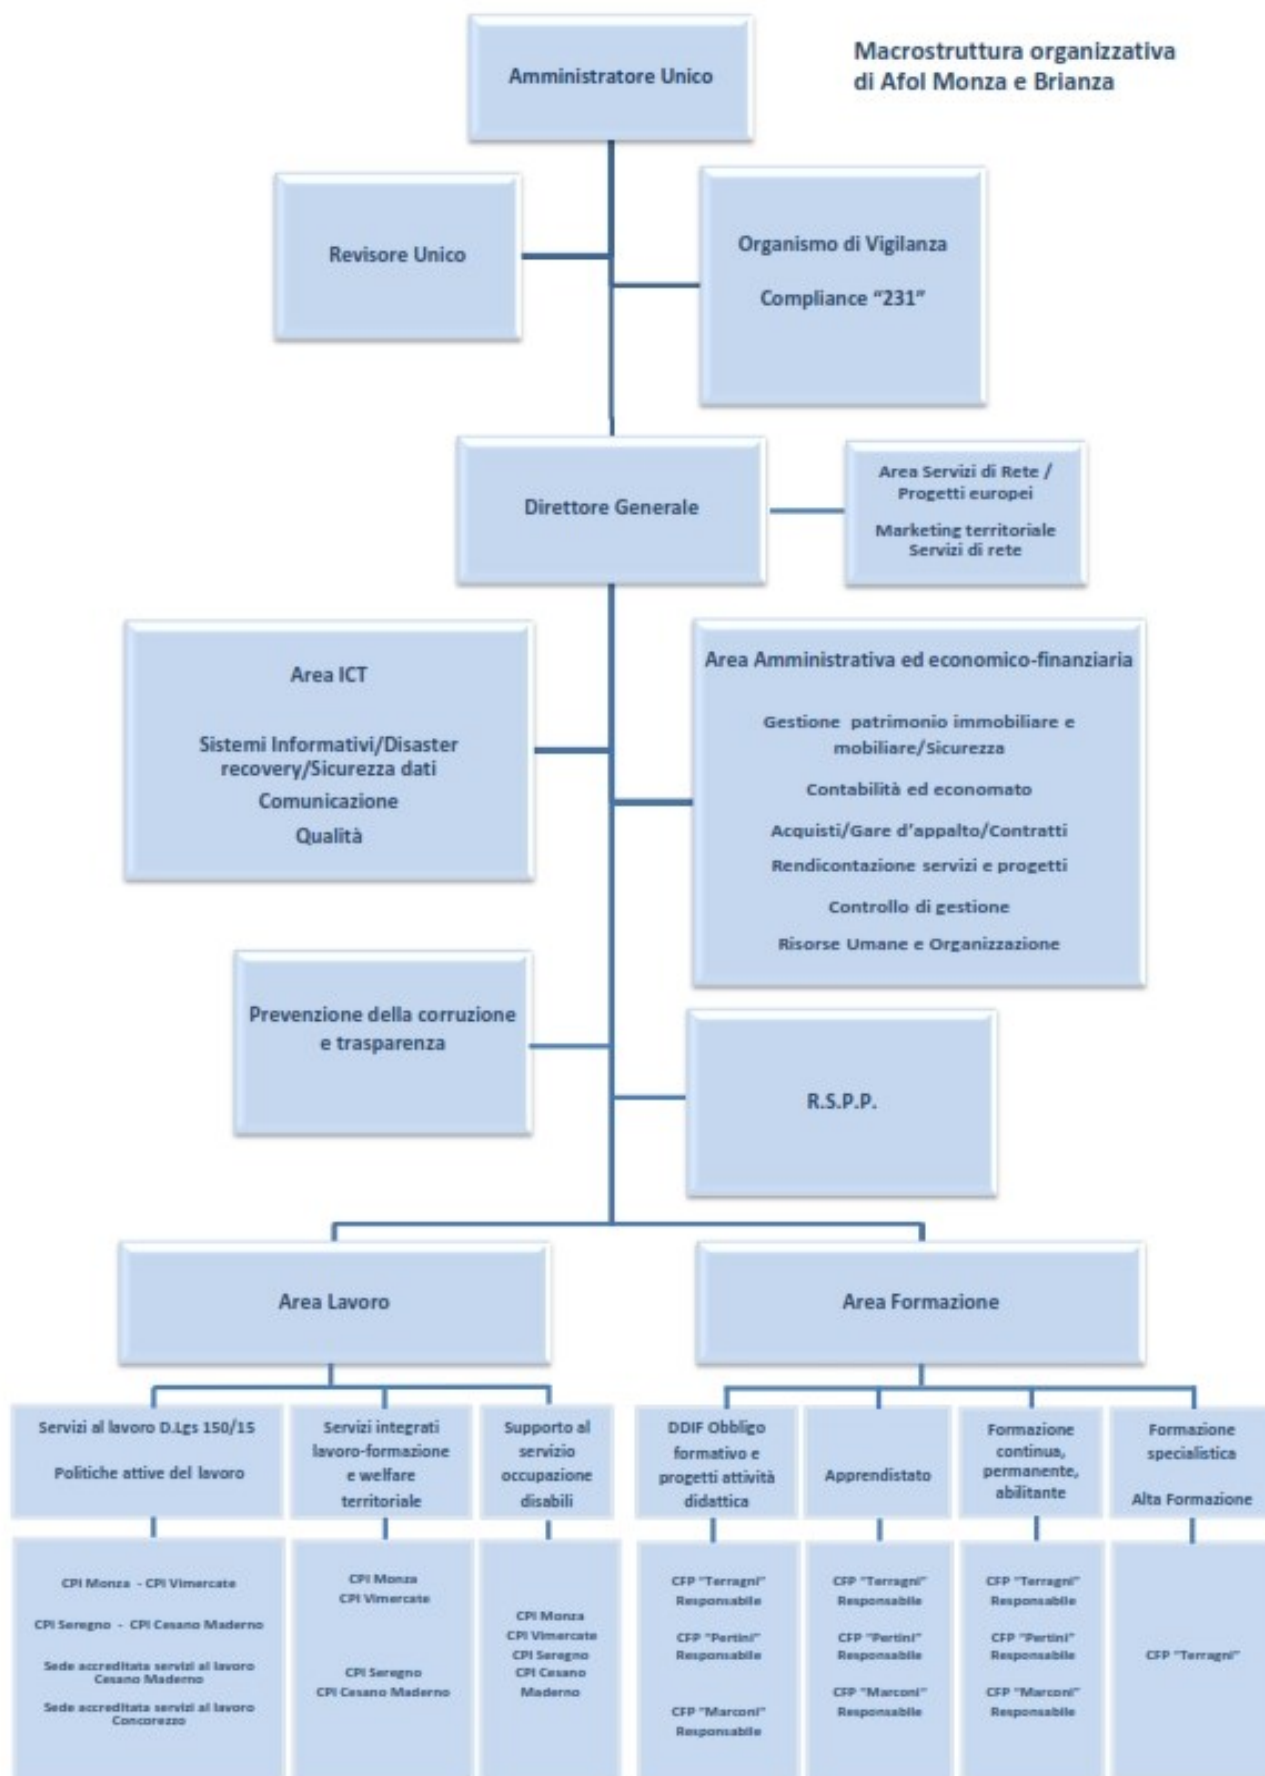 Macrostruttura organizzativa
di Afol Monza e Brianza
Amministratore Unico
Revisore Unico
Organismo di Vigilanza
Compliance “231”
Direttore Generale
Area Servizi di Rete /
Progetti europei
Marketing territoriale
Servizi di rete
Area ICT
Sistemi Informativi/Disaster
recovery/Sicurezza dati
Comunicazione
Qualità
Area Amministrativa ed economico-finanziaria
Gestione patrimonio immobiliare e
mobiliare/Sicurezza
Contabilità ed economato
Acquisti/Gare d’appalto/Contratti
Rendicontazione servizi e progetti
Controllo di gestione
Risorse Umane e Organizzazione
Prevenzione della corruzione
e trasparenza
R.S.P.P.
Area Lavoro
Area Formazione
Servizi al lavoro D.Lgs 150/15
Politiche attive del lavoro
Servizi integrati
lavoro-formazione
e welfare
territoriale
Supporto al
servizio
occupazione
disabili
DDIF Obbligo
formativo e
progetti attività
didattica
Apprendistato
Formazione
continua,
permanente,
abilitante
Formazione
specialistica
Alta Formazione
CPI Monza - CPI Vimercate
CPI Seregno - CPI Cesano Maderno
Sede accreditata servizi al lavoro
Cesano Maderno
Sede accreditata servizi al lavoro
Concorezzo
CPI Monza
CPI Vimercate
CPI Seregno
CPI Cesano Maderno
CPI Monza
CPI Vimercate
CPI Seregno
CPI Cesano
Maderno
CFP "Terragni"
Responsabile
CFP "Pertini"
Responsabile
CFP "Marconi"
Responsabile
CFP "Terragni"
Responsabile
CFP "Pertini"
Responsabile
CFP "Marconi"
Responsabile
CFP "Terragni"
Responsabile
CFP "Pertini"
Responsabile
CFP "Marconi"
Responsabile
CFP "Terragni"